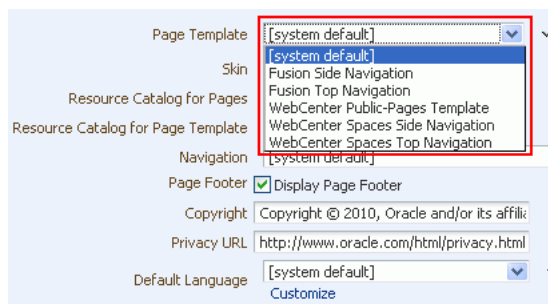 Page Template [system default]
[system default]
Skin
Fusion Side Navigation
Fusion Top Navigation
Resource Catalog for Pages
WebCenter Public-Pages Template
Resource Catalog for Page Template
WebCenter Spaces Side Navigation
WebCenter Spaces Top Navigation
Navigation [system default]
Page Footer Display Page Footer
Copyright Copyright © 2010, Oracle and/or its
Privacy URL http://www.oracle.com/html/privacy.html
Default Language [system default]
Customize